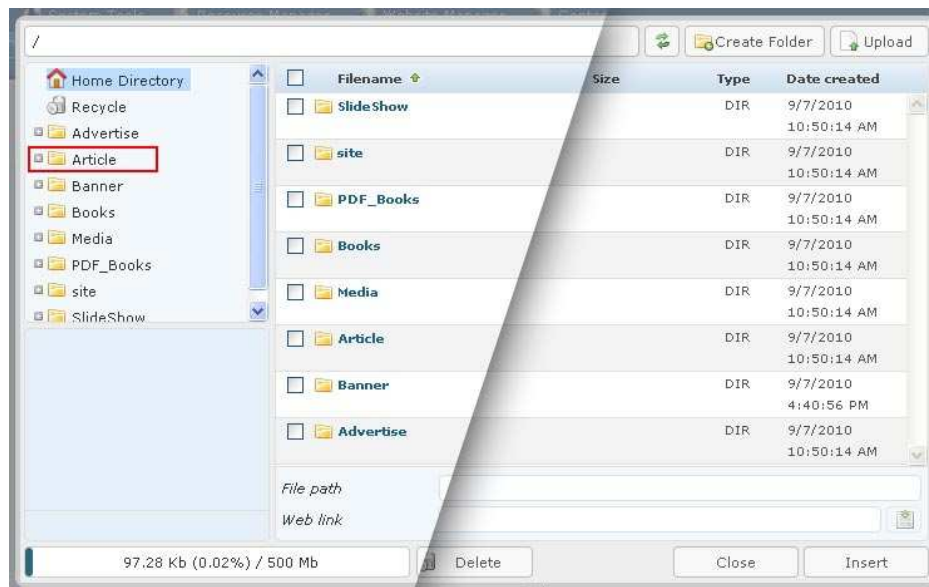 /
Create Folder
Upload
Home Directory
Recycle
Advertise
Article
Banner
Books
Media
PDF_Books
site
SlideShow
Filename Size Type Date created
SlideShow DIR 9/7/2010
10:50:14 AM
site DIR 9/7/2010
10:50:14 AM
PDF_Books DIR 9/7/2010
10:50:14 AM
Books DIR 9/7/2010
10:50:14 AM
Media DIR 9/7/2010
10:50:14 AM
Article DIR 9/7/2010
10:50:14 AM
Banner DIR 9/7/2010
4:40:56 PM
Advertise DIR 9/7/2010
10:50:14 AM
File path
Web link
97.28 Kb (0.02%) / 500 Mb
Delete
Close
Insert